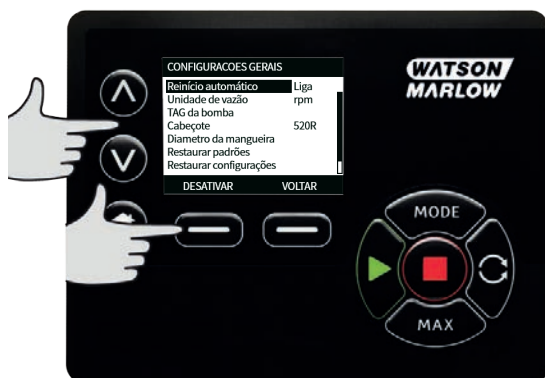 CONFIGURACOES GERAIS
Reinício automático Liga
Unidade de vazão rpm
TAG da bomba
Cabeçote 520R
Diametro da mangueira
Restaurar padrões
Restaurar configurações
DESATIVAR VOLTAR
WATSON
MARLOW
MODE
MAX